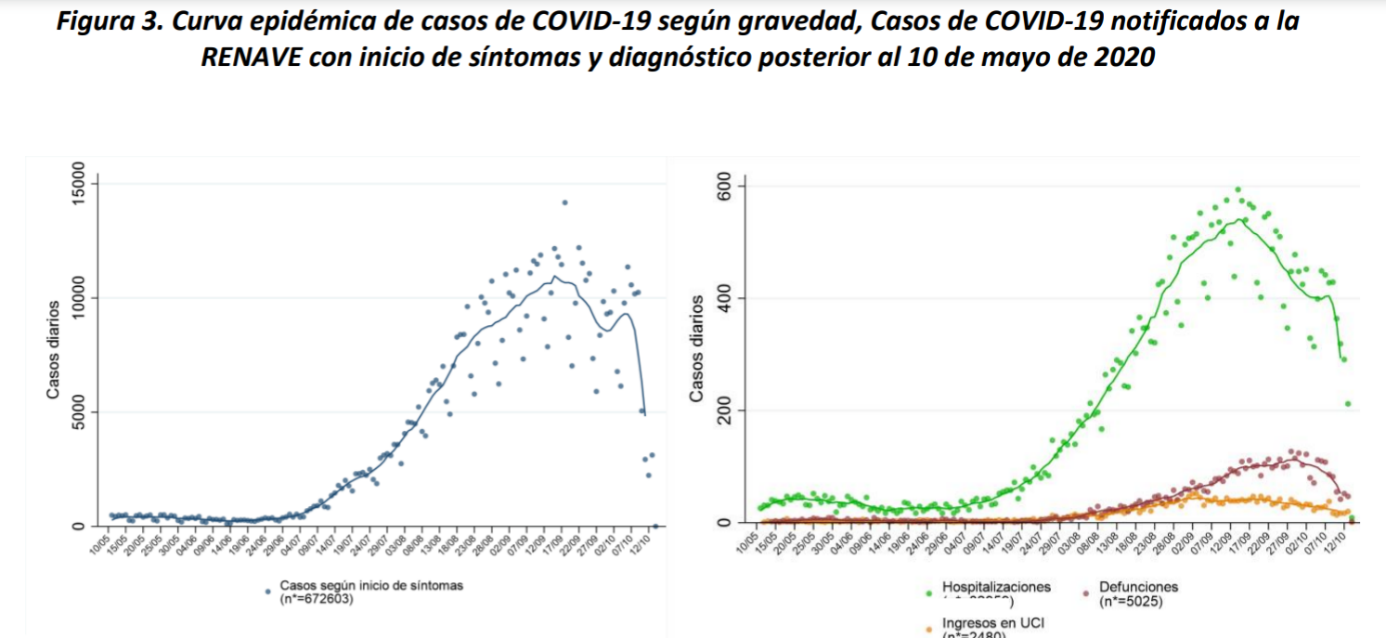 Figura 3. Curva epidémica de casos de COVID-19 según gravedad, Casos de COVID-19 notificados a la
RENAVE con inicio de síntomas y diagnóstico posterior al 10 de mayo de 2020
Casos diarios
15000
10000
5000
0
10/05 15/05 20/05 25/05 30/05 04/06 09/06 14/06 19/06 24/06 29/06 04/07 09/07 14/07 19/07 24/07 29/07 03/08 08/08 13/08 18/08 23/08 28/08 02/09 07/09 12/09 17/09 22/09 27/09 02/10 07/10 12/10
Casos según inicio de síntomas
(n*=672603)
Casos diarios
600
400
200
0
10/05 15/05 20/05 25/05 30/05 04/06 09/06 14/06 19/06 24/06 29/06 04/07 09/07 14/07 19/07 24/07 29/07 03/08 08/08 13/08 18/08 23/08 28/08 02/09 07/09 12/09 17/09 22/09 27/09 02/10 07/10 12/10
Hospitalizaciones
Defunciones
(n*=5025)
Ingresos en UCI
(n*=2480)